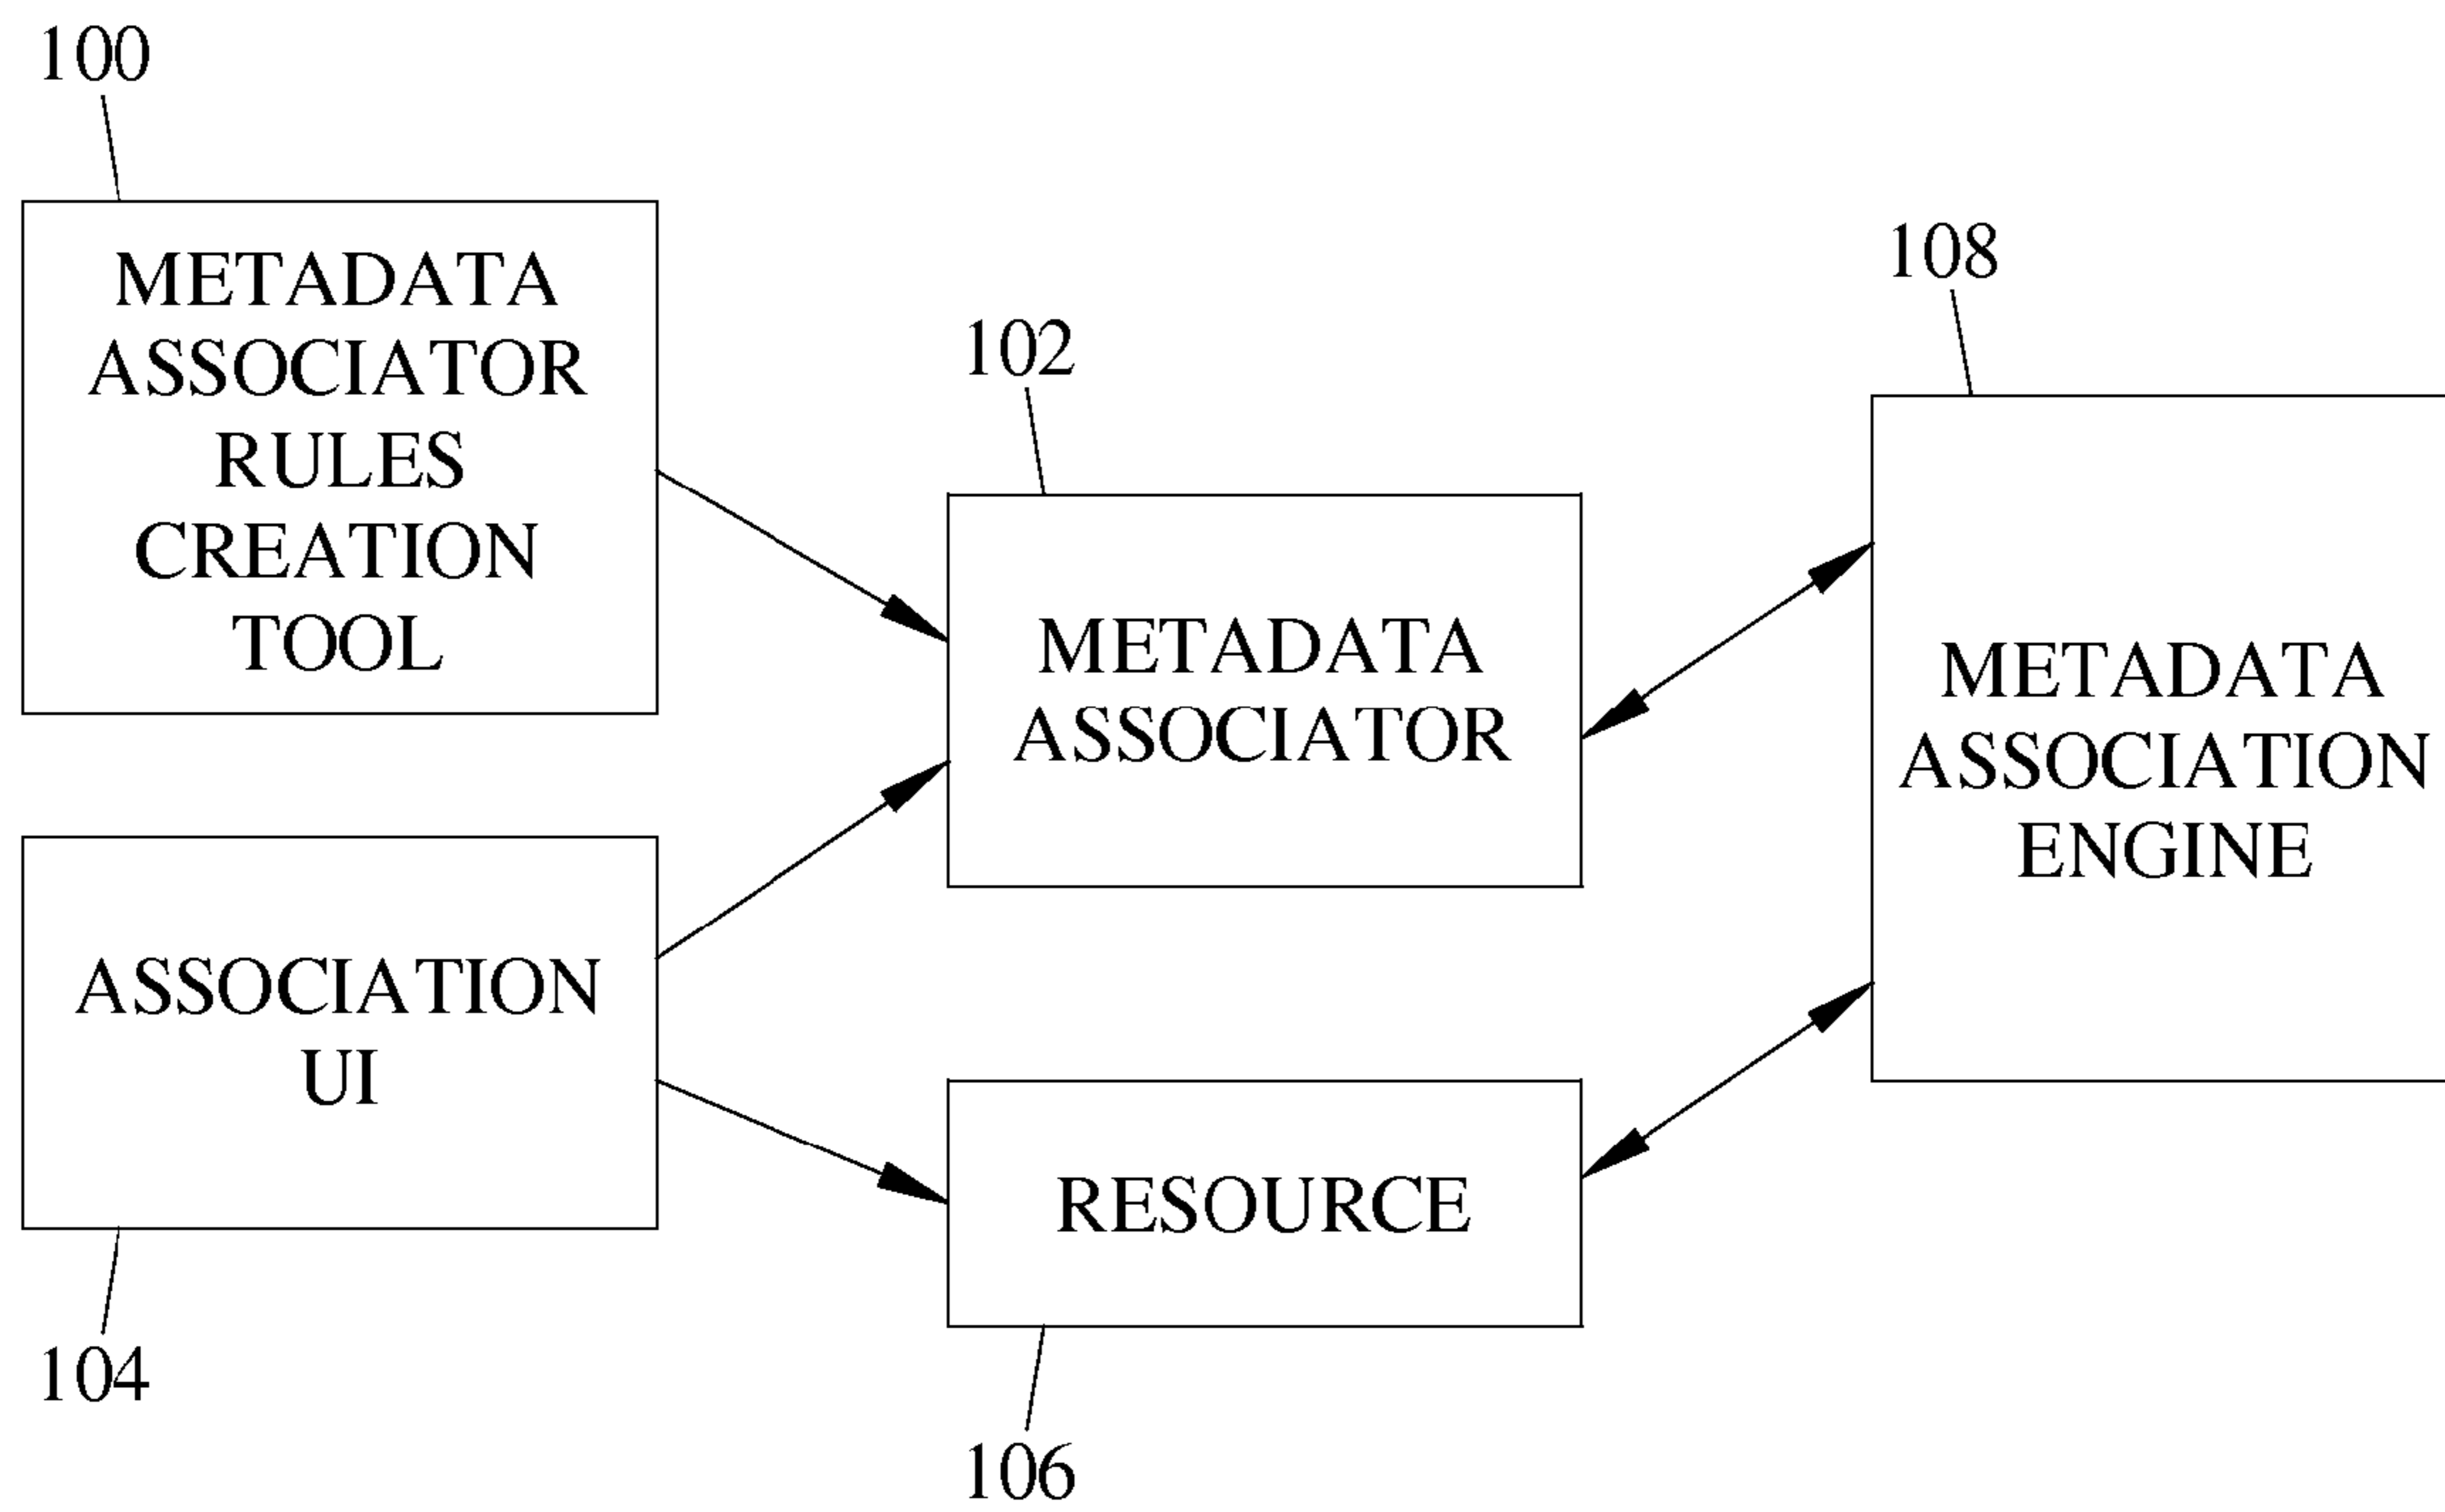 100
METADATA
ASSOCIATOR
RULES
CREATION
TOOL
102
METADATA
ASSOCIATOR
108
METADATA
ASSOCIATION
ENGINE
ASSOCIATION
UI
104
RESOURCE
106